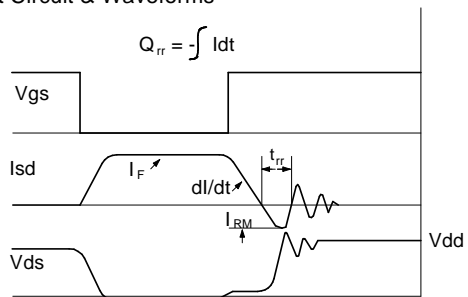 t Circuit & Waveforms
Qrr = -∫ Idt
Vgs
Isd
IF
dI/dt
trr
IRM
Vds
Vdd